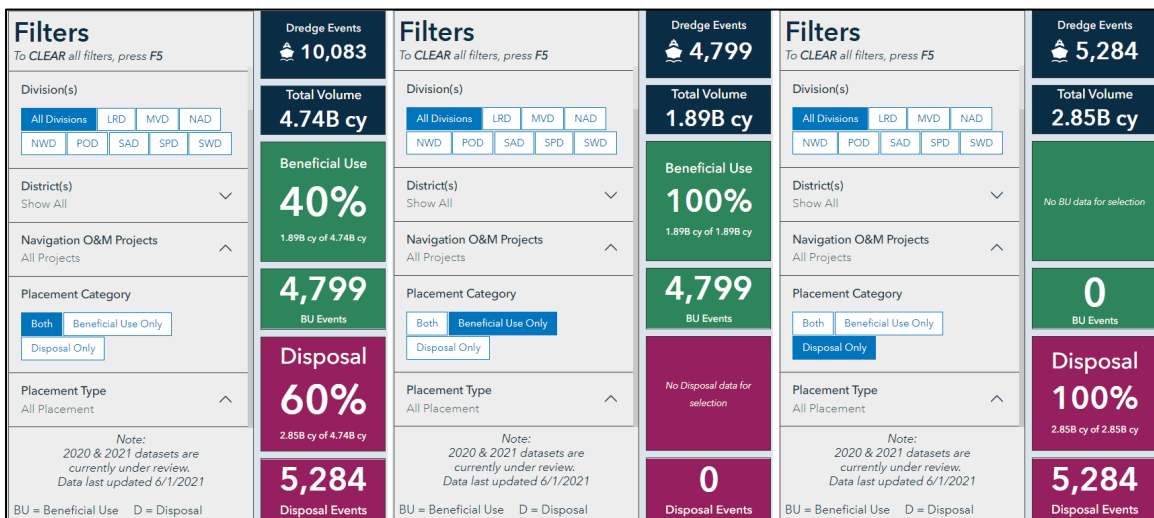 Filters
To CLEAR all filters, press F5
Division(s)
All Divisions LRD MVD NAD
NWD POD SAD SPD SWD
District(s)
Show All
Navigation O&M Projects
All Projects
Placement Category
Both Beneficial Use Only
Disposal Only
Placement Type
All Placement
Note:
2020 & 2021 datasets are
currently under review.
Data last updated 6/1/2021
BU = Beneficial Use D = Disposal
Dredge Events
10,083
Total Volume
4.74B cy
Beneficial Use
40%
1.89B cy of 4.74B cy
4,799
BU Events
Disposal
60%
2.85B cy of 4.74B cy
5,284
Disposal Events
Filters
To CLEAR all filters, press F5
Division(s)
All Divisions LRD MVD NAD
NWD POD SAD SPD SWD
District(s)
Show All
Navigation O&M Projects
All Projects
Placement Category
Both Beneficial Use Only
Disposal Only
Placement Type
All Placement
Note:
2020 & 2021 datasets are
currently under review.
Data last updated 6/1/2021
BU = Beneficial Use D = Disposal
Dredge Events
4,799
Total Volume
1.89B cy
Beneficial Use
100%
1.89B cy of 1.89B cy
4,799
BU Events
No Disposal data for
selection
0
Disposal Events
Filters
To CLEAR all filters, press F5
Division(s)
All Divisions LRD MVD NAD
NWD POD SAD SPD SWD
District(s)
Show All
Navigation O&M Projects
All Projects
Placement Category
Both Beneficial Use Only
Disposal Only
Placement Type
All Placement
Note:
2020 & 2021 datasets are
currently under review.
Data last updated 6/1/2021
BU = Beneficial Use D = Disposal
Dredge Events
5,284
Total Volume
2.85B cy
No BU data for selection
0
BU Events
Disposal
100%
2.85B cy of 2.85B cy
5,284
Disposal Events